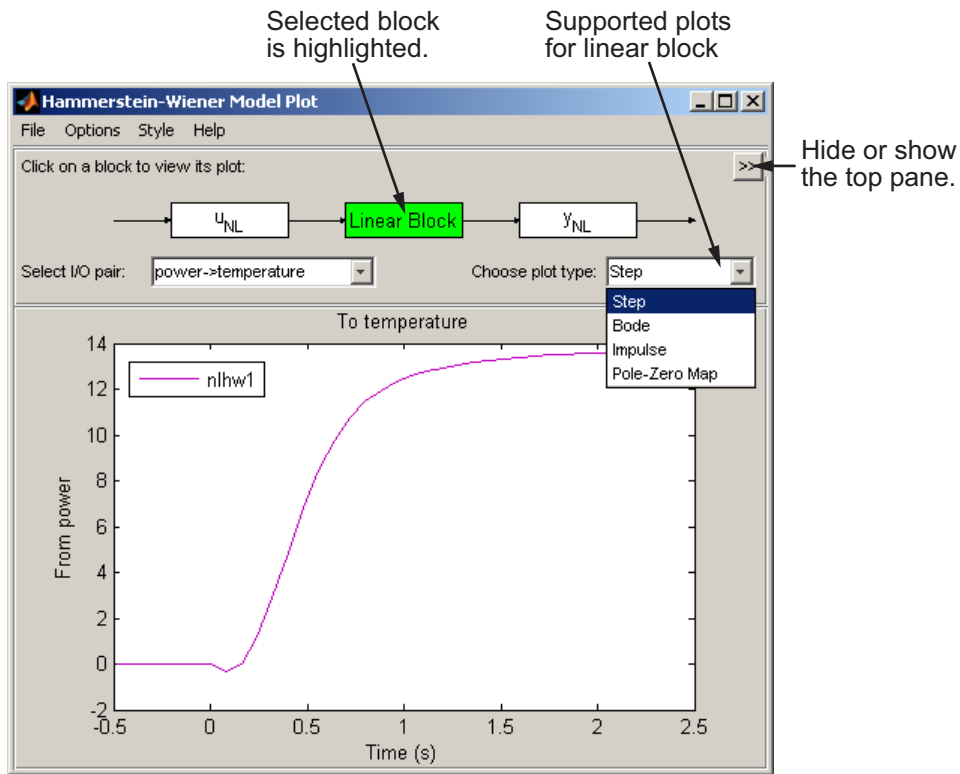 Selected block
is highlighted.
Supported plots
for linear block
Hammerstein-Wiener Model Plot
File Options Style Help
Click on a block to view its plot:
>>
Hide or show
the top pane.
uNL
Linear Block
yNL
Select I/O pair:
power->temperature
Choose plot type:
Step
Step
Bode
Impulse
Pole-Zero Map
To temperature
nlhw1
14
12
10
8
6
4
2
0
-2
From power
-0.5 0 0.5 1 1.5 2 2.5
Time (s)